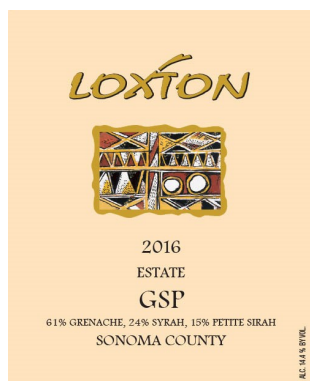 LOXTON
2016
ESTATE
GSP
61% GRENACHE, 24% SYRAH, 15% PETITE SIRAH
SONOMA COUNTY
ALC. 14.4 % BY VOL.